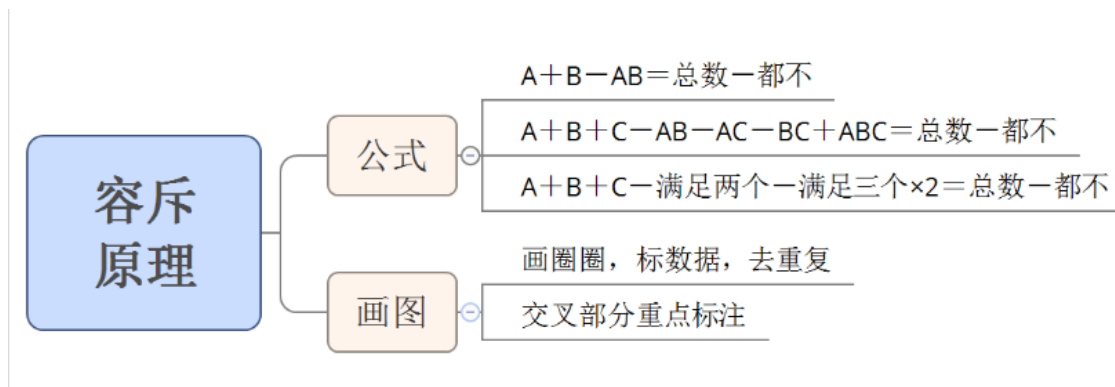 容斥
原理
公式
A＋B－AB＝总数－都不
A＋B＋C－AB－AC－BC＋ABC＝总数－都不
A＋B＋C－满足两个－满足三个×2＝总数－都不
画图
画圈圈，标数据，去重复
交叉部分重点标注